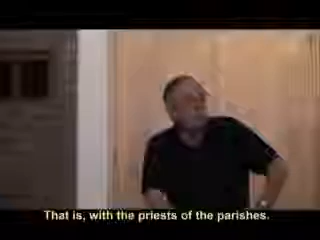 That is, with the priests of the parishes.